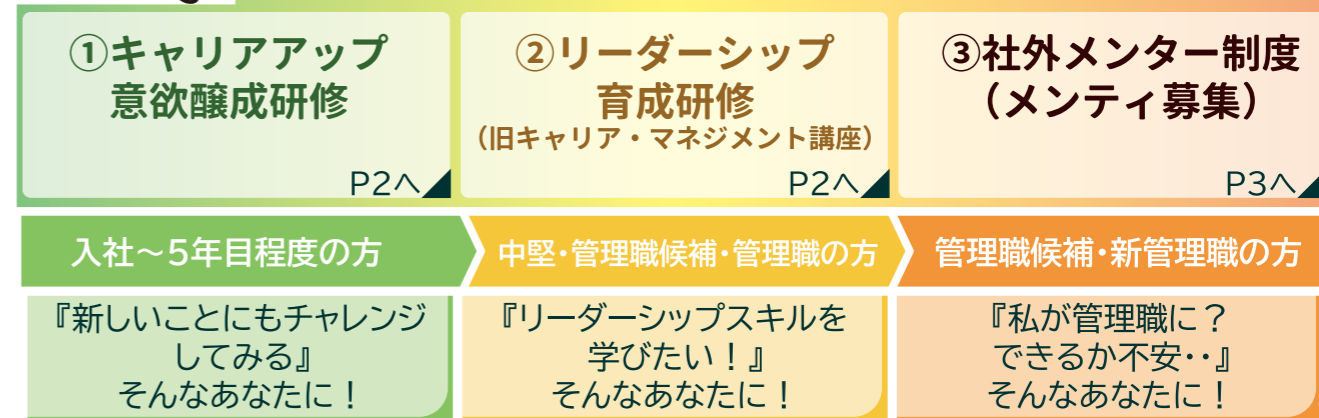 ①キャリアアップ
意欲醸成研修
P2へ
②リーダーシップ
育成研修
（旧キャリア・マネジメント講座）
P2へ
③社外メンター制度
（メンティ募集）
P3へ
入社～5年目程度の方
中堅・管理職候補・管理職の方
管理職候補・新管理職の方
『新しいことにもチャレンジ
してみる』
そんなあなたに！
『リーダーシップスキルを
学びたい！』
そんなあなたに！
『私が管理職に？
できるか不安・・』
そんなあなたに！